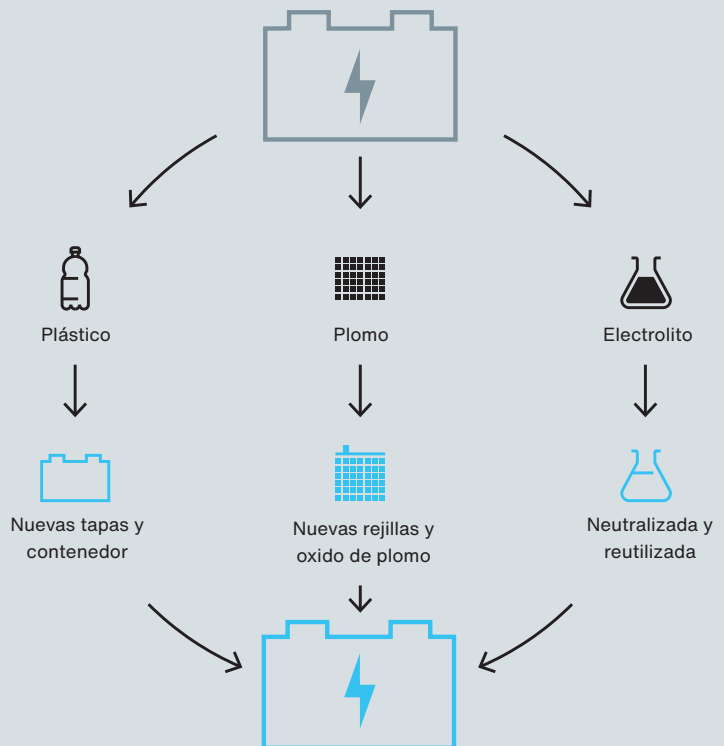 Plástico
Plomo
Electrolito
Nuevas tapas y
contenedor
Nuevas rejillas y
oxido de plomo
Neutralizada y
reutilizada